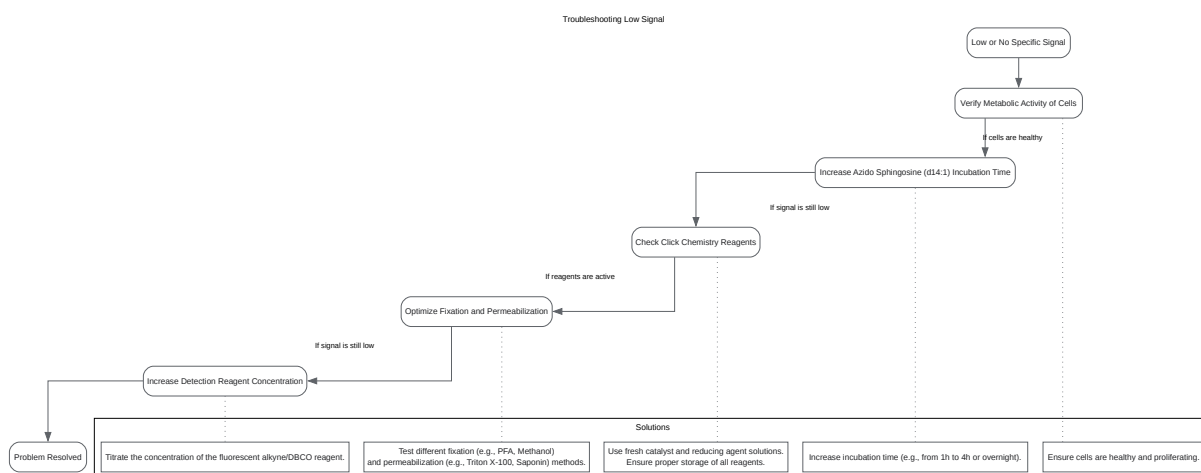 Troubleshooting Low Signal
Low or No Specific Signal
Verify Metabolic Activity of Cells
If cells are healthy
Increase Azido Sphingosine (d14:1) Incubation Time
If signal is still low
Check Click Chemistry Reagents
If reagents are active
Optimize Fixation and Permeabilization
If signal is still low
Increase Detection Reagent Concentration
Solutions
Problem Resolved
Titrate the concentration of the fluorescent alkyne/DBCO reagent.
Test different fixation (e.g., PFA, Methanol)
and permeabilization (e.g., Triton X-100, Saponin) methods.
Use fresh catalyst and reducing agent solutions.
Ensure proper storage of all reagents.
Increase incubation time (e.g., from 1h to 4h or overnight).
Ensure cells are healthy and proliferating.